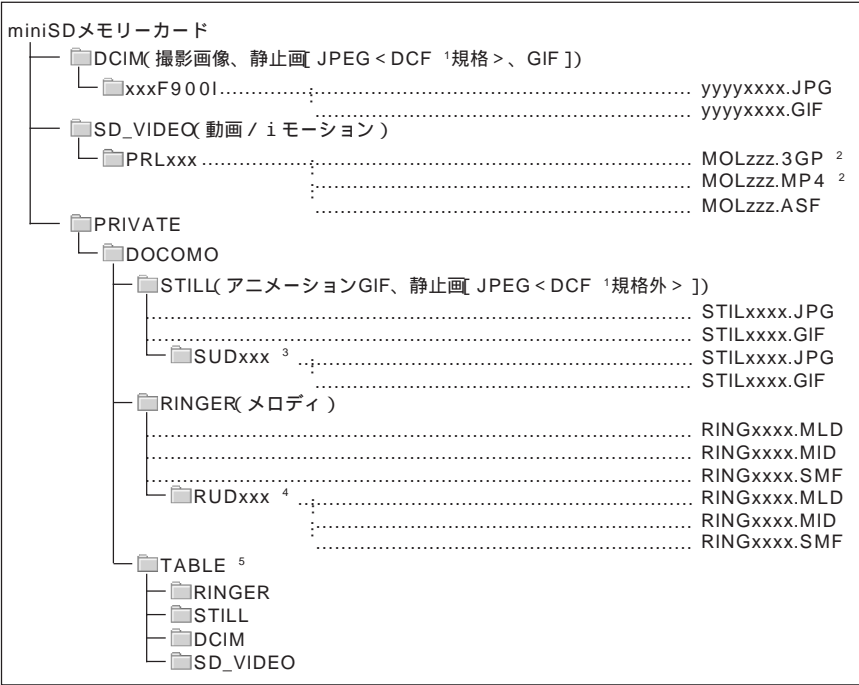 miniSDメモリーカード
DCIM(撮影画像、静止画[JPEG<DCF ¹規格>、GIF])
xxxF900I........ yyyyxxxx.JPG
yyyyxxxx.GIF
SD_VIDEO(動画/iモーション)
PRLxxx ........ MOLzzz.3GP ²
MOLzzz.MP4 ²
MOLzzz.ASF
PRIVATE
DOCOMO
STILL(アニメーションGIF、静止画[JPEG<DCF ¹規格外>])
STILxxxx.JPG
STILxxxx.GIF
SUDxxx ³ ........ STILxxxx.JPG
STILxxxx.GIF
RINGER(メロディ)
RINGxxxx.MLD
RINGxxxx.MID
RINGxxxx.SMF
RUDxxx ⁴ ........ RINGxxxx.MLD
RINGxxxx.MID
RINGxxxx.SMF
TABLE ⁵
RINGER
STILL
DCIM
SD_VIDEO